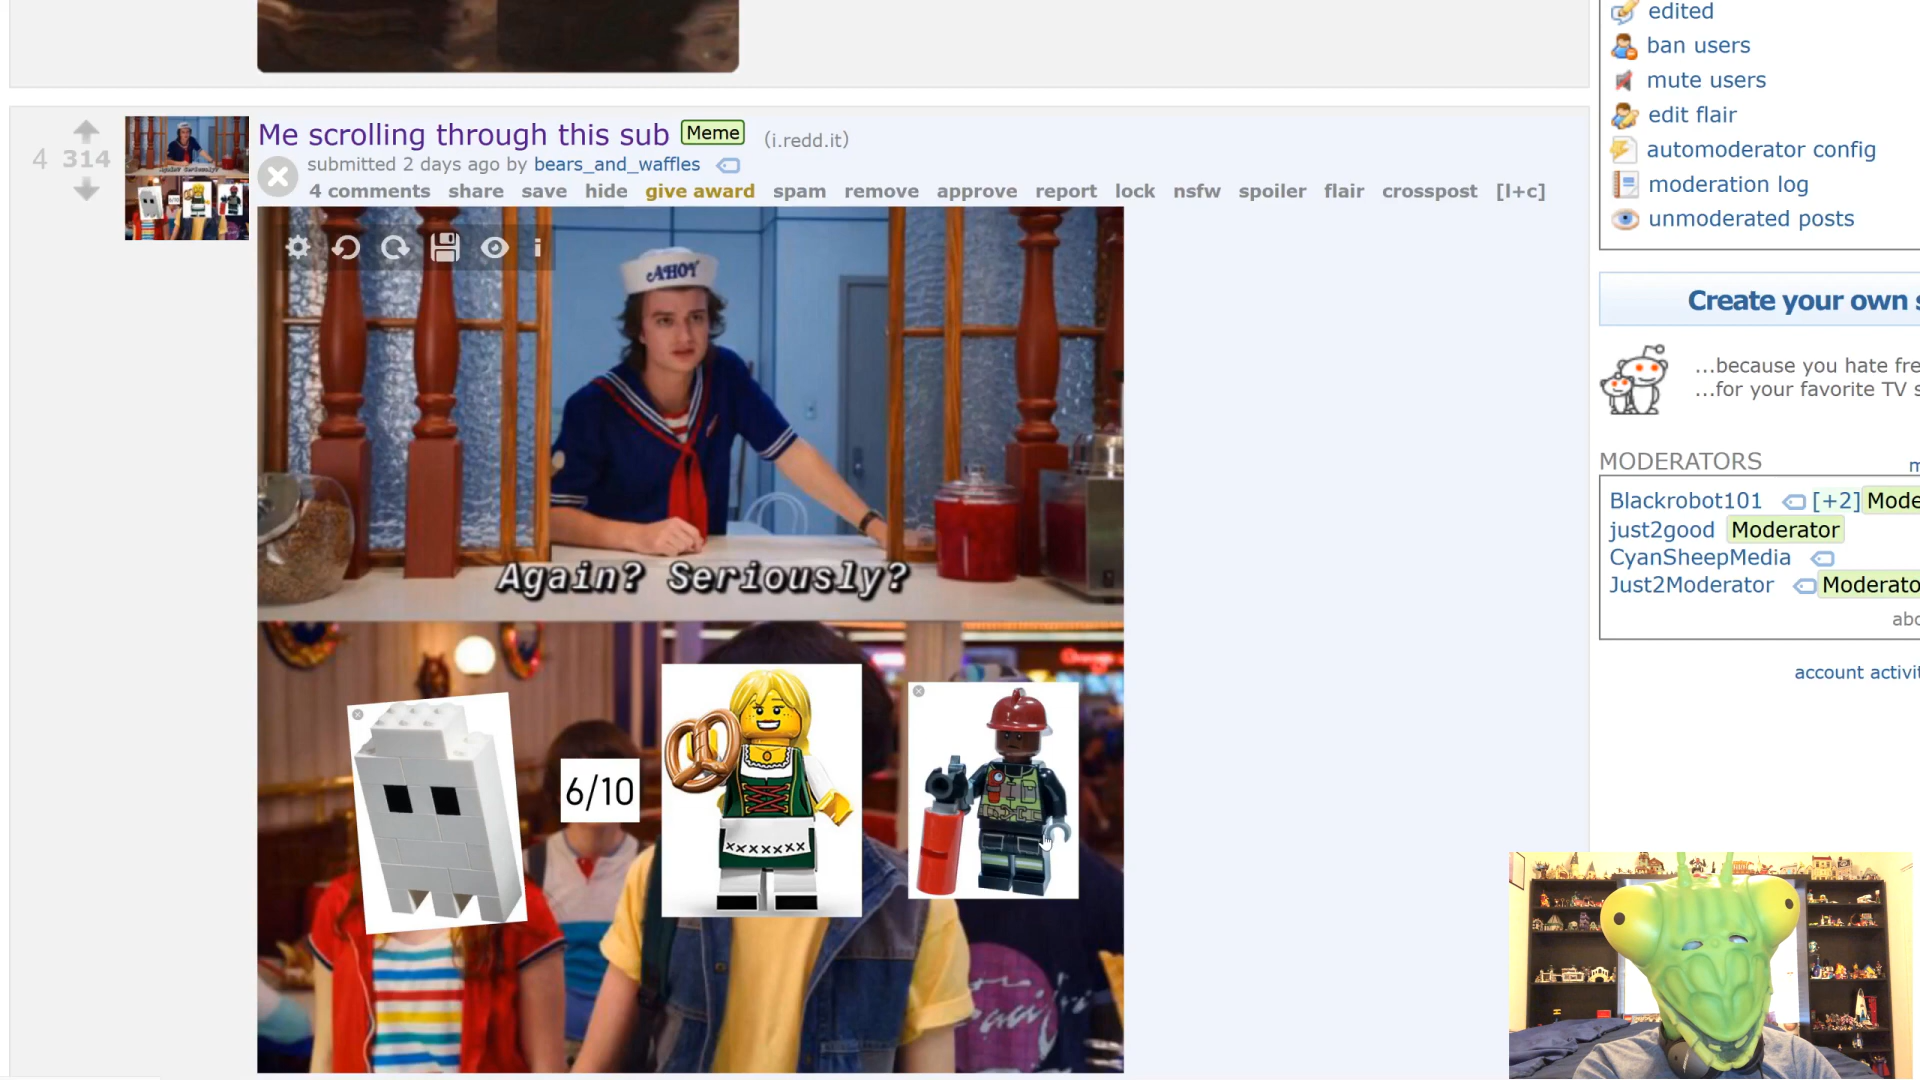 edited
ban users
mute users
edit flair
automoderator config
moderation log
unmoderated posts
4 314
Me scrolling through this sub Meme (i.redd.it)
submitted 2 days ago by bears_and_waffles
4 comments share save hide give award spam remove approve report lock nsfw spoiler flair crosspost [l+c]
AHOY
Again? Seriously?
6/10
Create your own s
...because you hate fre
...for your favorite TV s
MODERATORS m
Blackrobot101 [+2] Mode
just2good Moderator
CyanSheepMedia
Just2Moderator Moderato
abo
account activit